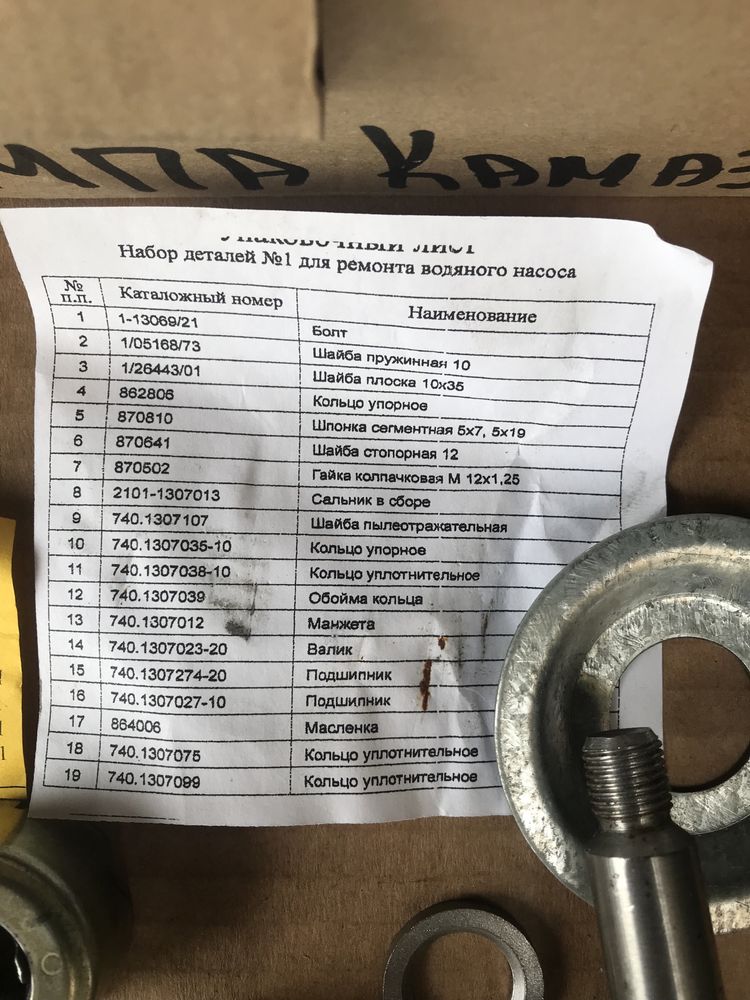 МПА КАМАЗ
УПАКОВОЧНЫЙ ЛИСТ
Набор деталей №1 для ремонта водяного насоса
№ п.п. Каталожный номер Наименование
1 1-13069/21 Болт
2 1/05168/73 Шайба пружинная 10
3 1/26443/01 Шайба плоска 10х35
4 862806 Кольцо упорное
5 870810 Шпонка сегментная 5х7, 5х19
6 870641 Шайба стопорная 12
7 870502 Гайка колпачковая М 12х1,25
8 2101-1307013 Сальник в сборе
9 740.1307107 Шайба пылеотражательная
10 740.1307035-10 Кольцо упорное
11 740.1307038-10 Кольцо уплотнительное
12 740.1307039 Обойма кольца
13 740.1307012 Манжета
14 740.1307023-20 Валик
15 740.1307274-20 Подшипник
16 740.1307027-10 Подшипник
17 864006 Масленка
18 740.1307075 Кольцо уплотнительное
19 740.1307099 Кольцо уплотнительное